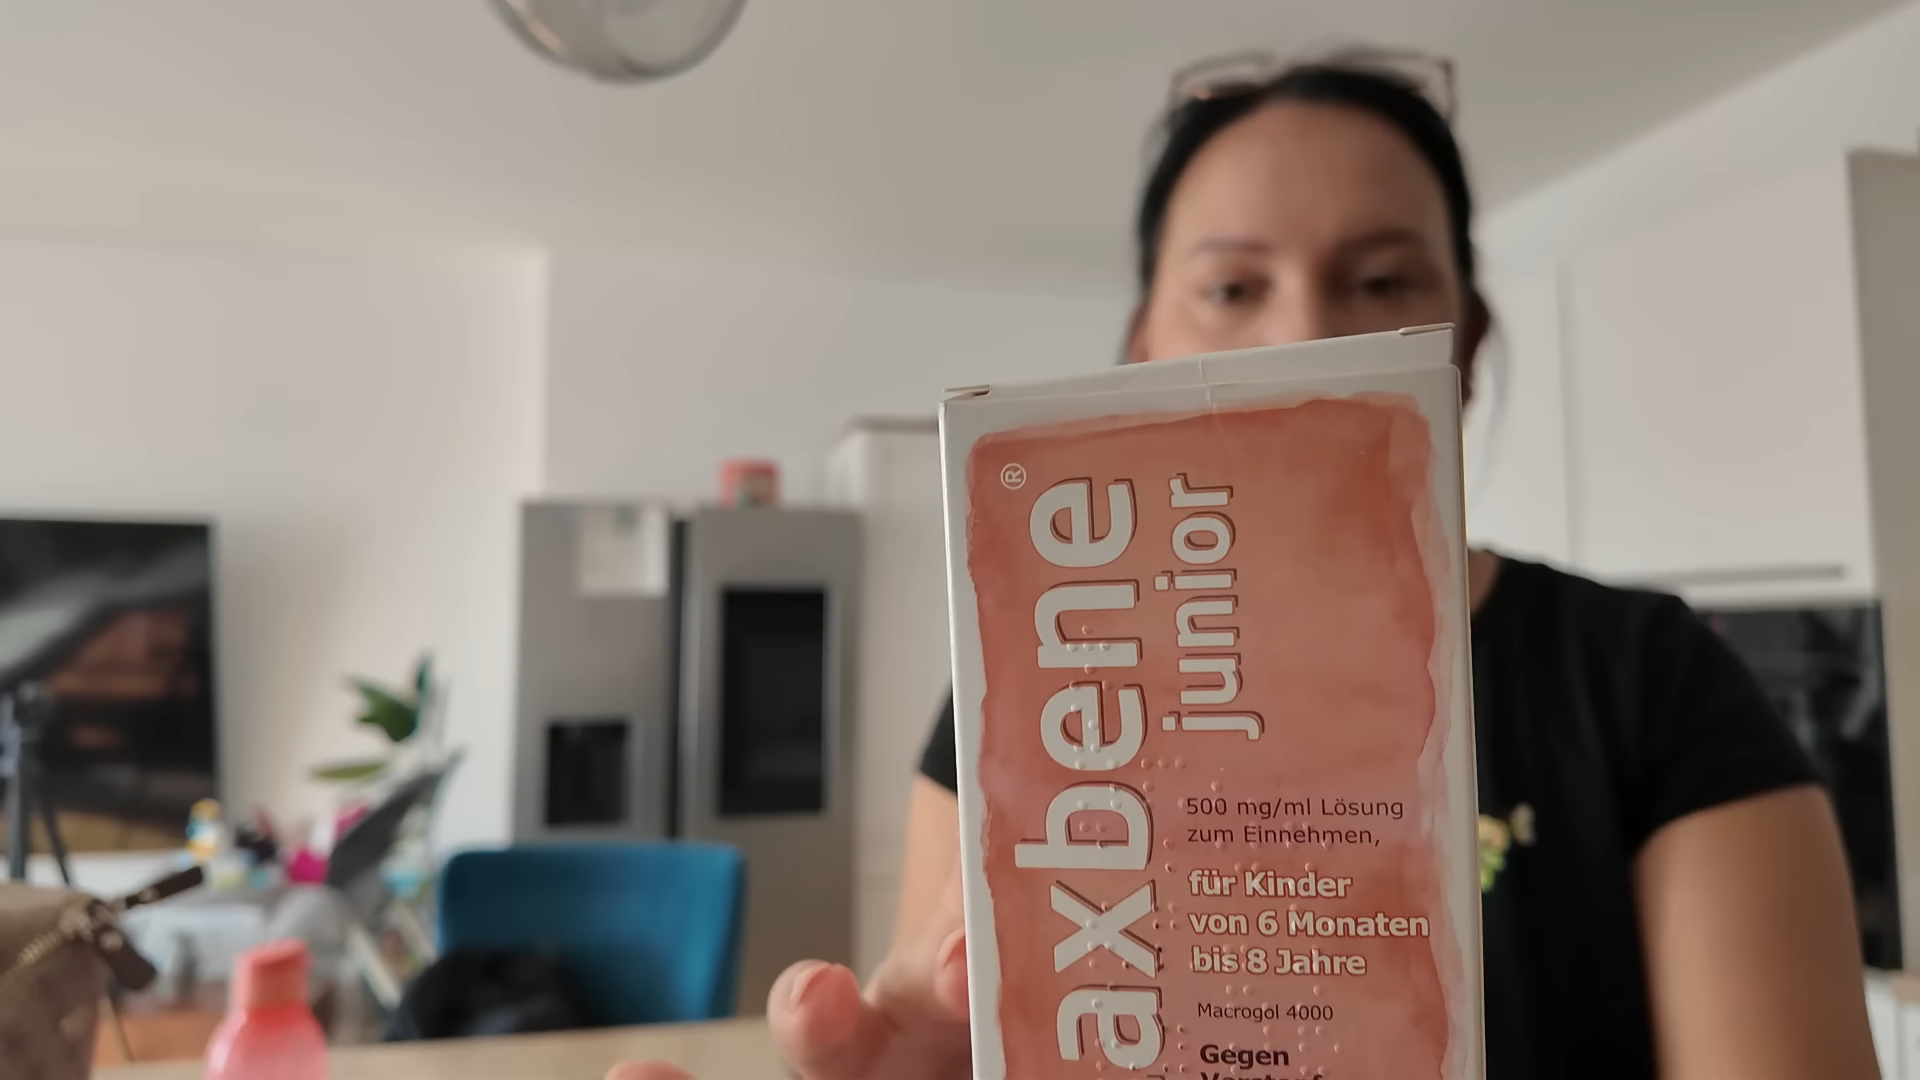 axbene®
junior
500 mg/ml Lösung
zum Einnehmen,
für Kinder
von 6 Monaten
bis 8 Jahre
Macrogol 4000
Gegen